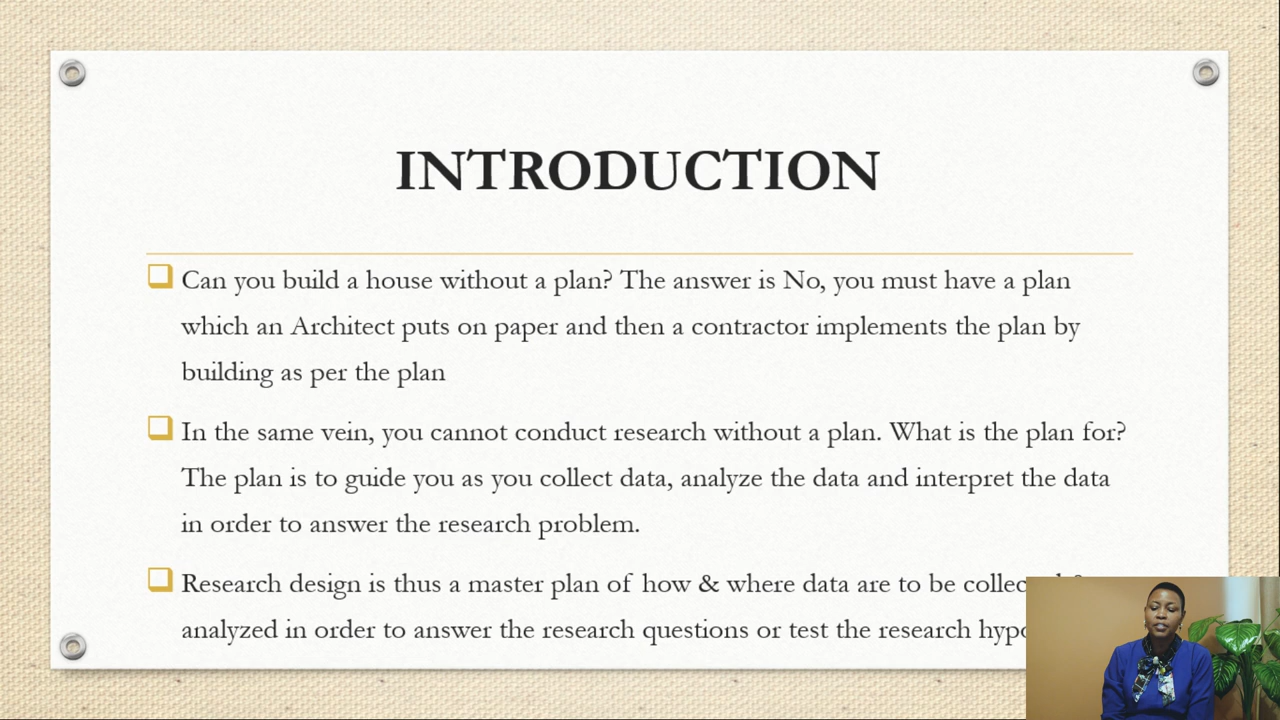 INTRODUCTION
Can you build a house without a plan? The answer is No, you must have a plan
which an Architect puts on paper and then a contractor implements the plan by
building as per the plan
In the same vein, you cannot conduct research without a plan. What is the plan for?
The plan is to guide you as you collect data, analyze the data and interpret the data
in order to answer the research problem.
Research design is thus a master plan of how & where data are to be
analyzed in order to answer the research questions or test the research